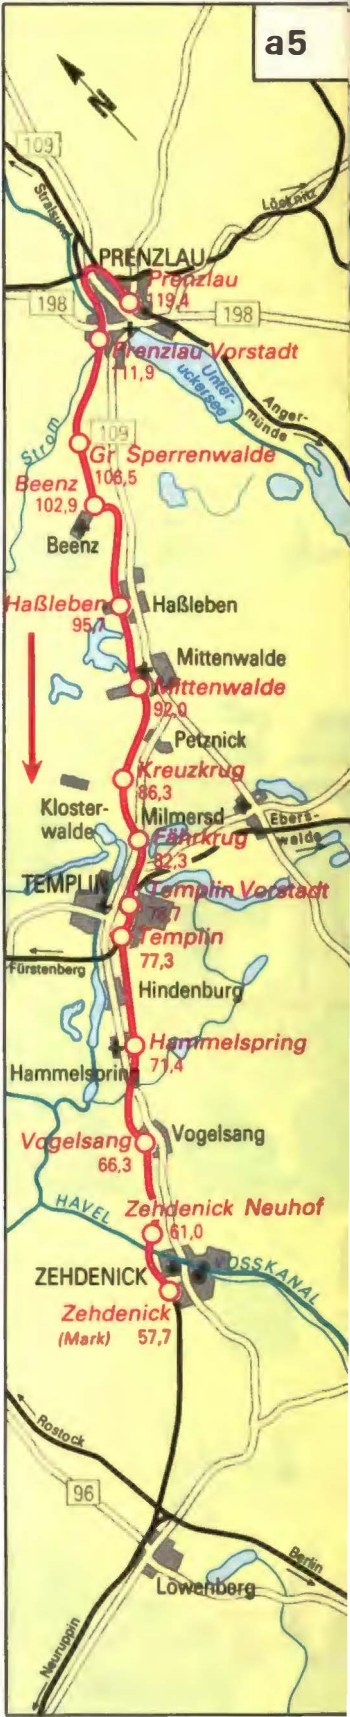 a5
N
109
Stralsund
Löcknitz
PRENZLAU
Prenzlau
119,4
198
198
Prenzlau Vorstadt
111,9
Unter-
uckersee
Anger-
münde
Strom
109
Gr Sperrenwalde
106,5
Beenz
102,9
Beenz
Haßleben
95,7
Haßleben
Mittenwalde
Mittenwalde
92,0
Petznick
Kreuzkrug
86,3
Kloster-
walde
Milmersd
Ebers-
walde
Fährkrug
82,3
TEMPLIN
Templin Vorstadt
78,7
Templin
77,3
Fürstenberg
Hindenburg
Hammelspring
71,4
Hammelspring
Vogelsang
66,3
Vogelsang
Zehdenick Neuhof
61,0
HAVEL
VOSSKANAL
ZEHDENICK
Zehdenick
(Mark) 57,7
Rostock
96
Berlin
Löwenberg
Neuruppin